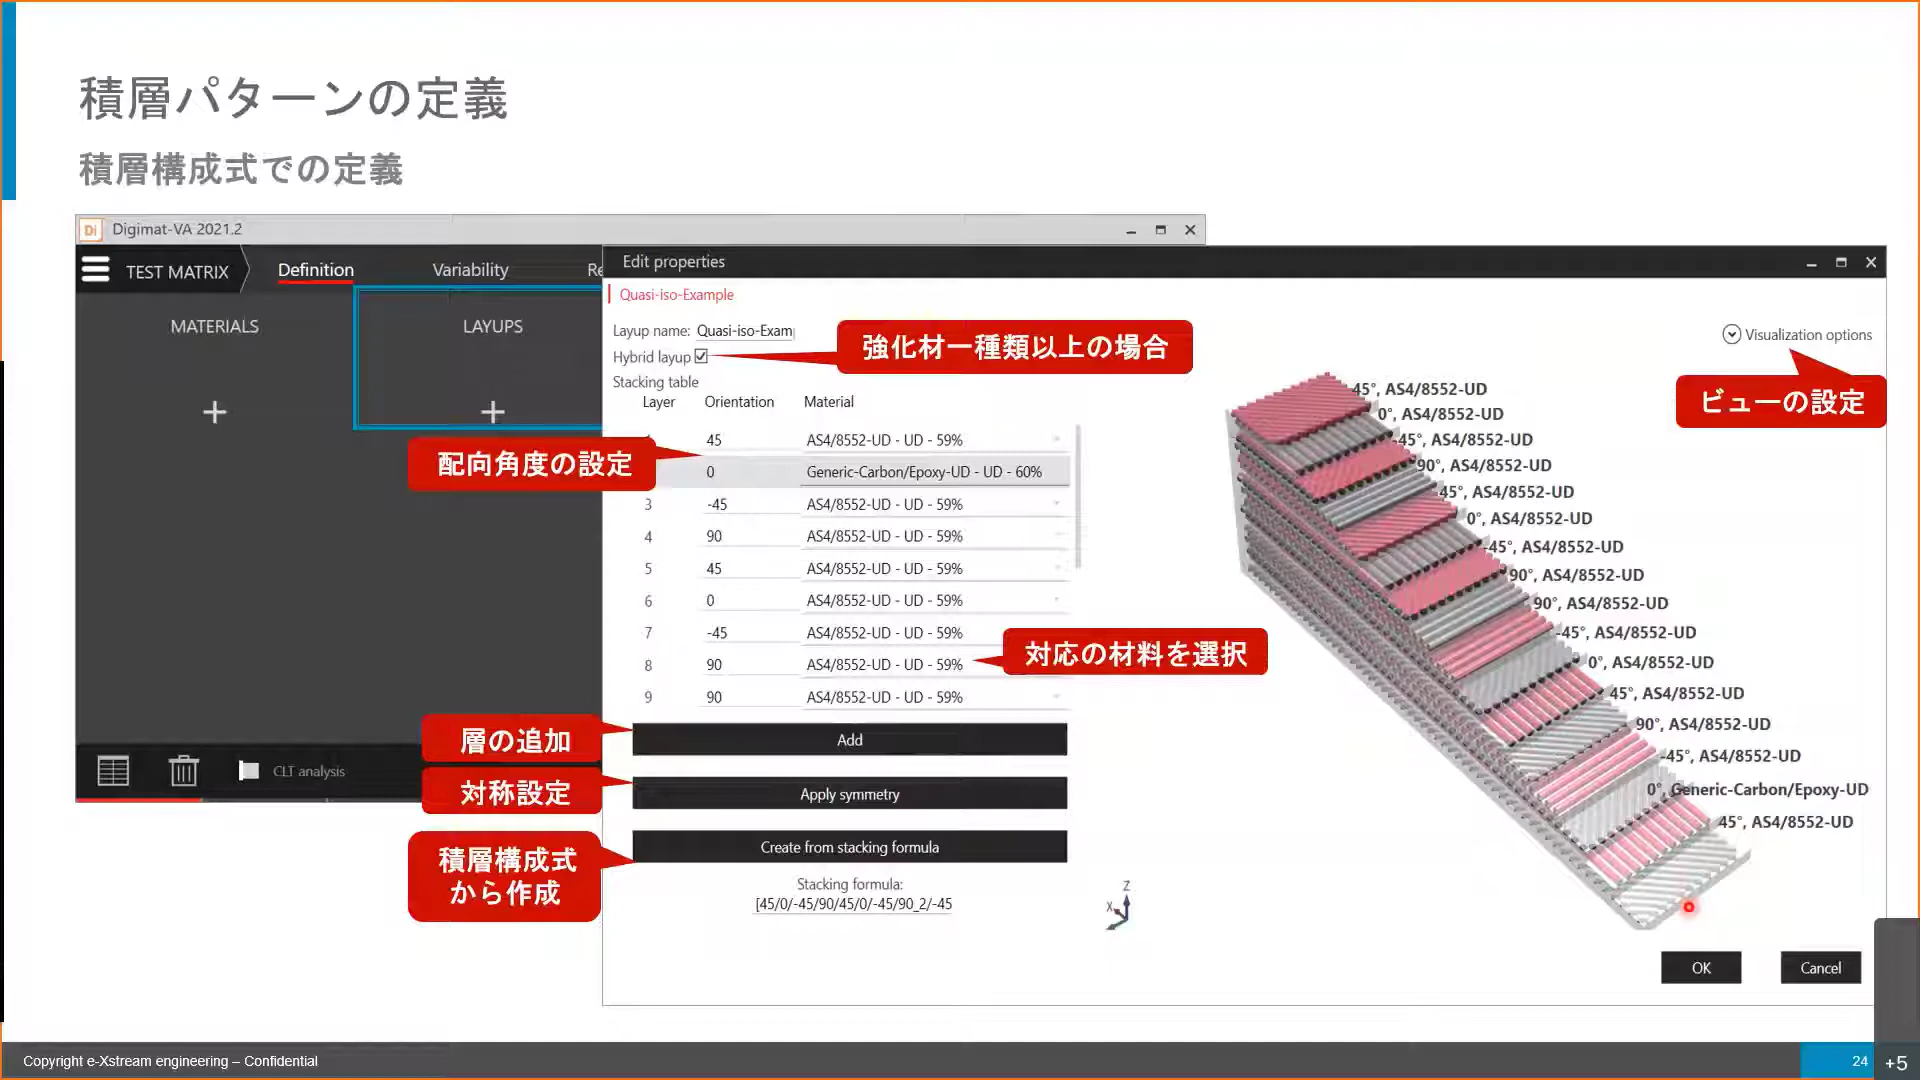 積層パターンの定義
積層構成式での定義
Di Digimat-VA 2021.2
TEST MATRIX Definition Variability Re
MATERIALS LAYUPS
CLT analysis
Edit properties
Quasi-iso-Example
Layup name: Quasi-iso-Exam
Hybrid layup
Stacking table
Layer Orientation Material
45 AS4/8552-UD - UD - 59%
0 Generic-Carbon/Epoxy-UD - UD - 60%
3 -45 AS4/8552-UD - UD - 59%
4 90 AS4/8552-UD - UD - 59%
5 45 AS4/8552-UD - UD - 59%
6 0 AS4/8552-UD - UD - 59%
7 -45 AS4/8552-UD - UD - 59%
8 90 AS4/8552-UD - UD - 59%
9 90 AS4/8552-UD - UD - 59%
Add
Apply symmetry
Create from stacking formula
Stacking formula:
[45/0/-45/90/45/0/-45/90_2/-45
強化材一種類以上の場合
配向角度の設定
対応の材料を選択
層の追加
対称設定
積層構成式
から作成
Visualization options
ビューの設定
45°, AS4/8552-UD
0°, AS4/8552-UD
-45°, AS4/8552-UD
90°, AS4/8552-UD
45°, AS4/8552-UD
0°, AS4/8552-UD
-45°, AS4/8552-UD
90°, AS4/8552-UD
90°, AS4/8552-UD
-45°, AS4/8552-UD
0°, AS4/8552-UD
45°, AS4/8552-UD
90°, AS4/8552-UD
-45°, AS4/8552-UD
0°, Generic-Carbon/Epoxy-UD
45°, AS4/8552-UD
Z
X
OK Cancel
Copyright e-Xstream engineering – Confidential
24
+5